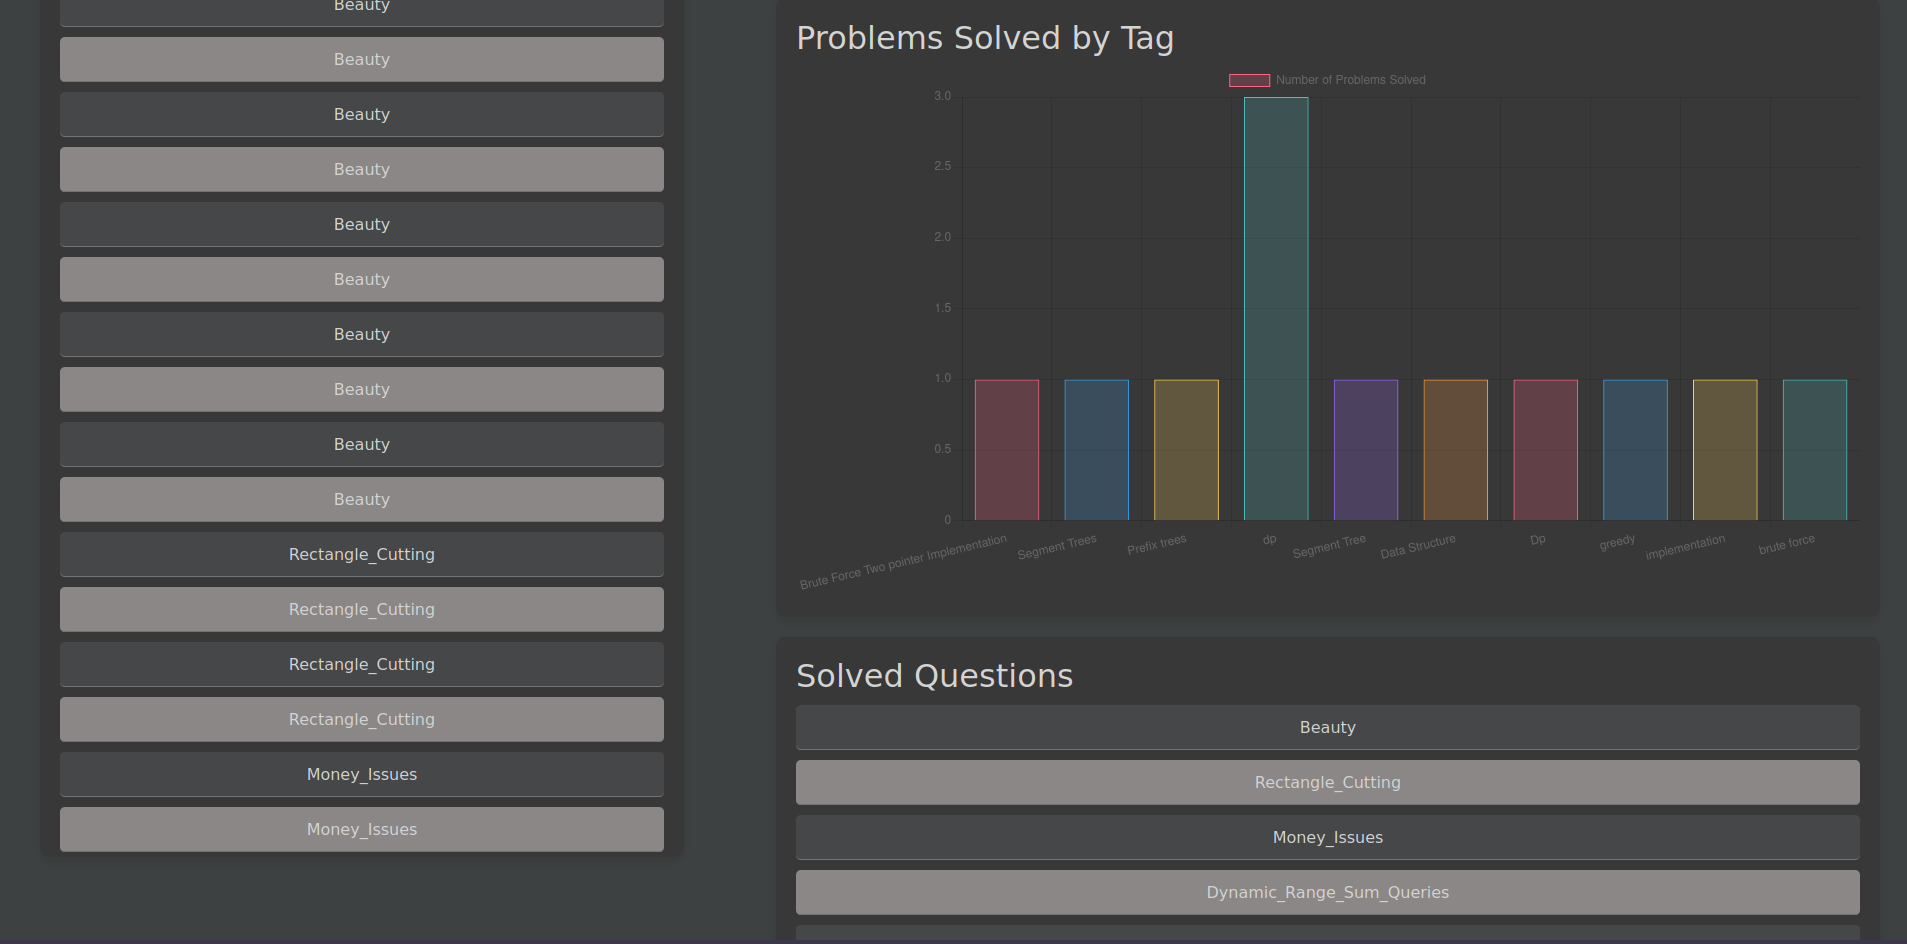 Beauty
Beauty
Beauty
Beauty
Beauty
Beauty
Beauty
Beauty
Beauty
Beauty
Rectangle_Cutting
Rectangle_Cutting
Rectangle_Cutting
Rectangle_Cutting
Money_Issues
Money_Issues
Problems Solved by Tag
Number of Problems Solved
3.0
2.5
2.0
1.5
1.0
0.5
0
Brute Force Two pointer Implementation
Segment Trees
Prefix trees
dp
Segment Tree
Data Structure
Dp
greedy
implementation
brute force
Solved Questions
Beauty
Rectangle_Cutting
Money_Issues
Dynamic_Range_Sum_Queries